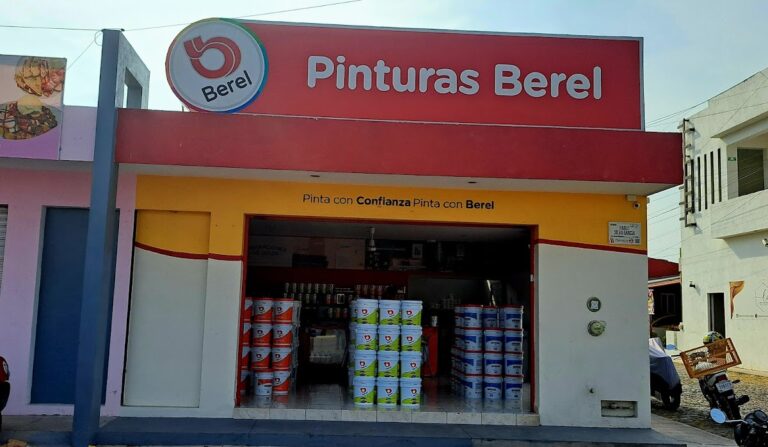 Berel
Pinturas Berel
Pinta con Confianza Pinta con Berel